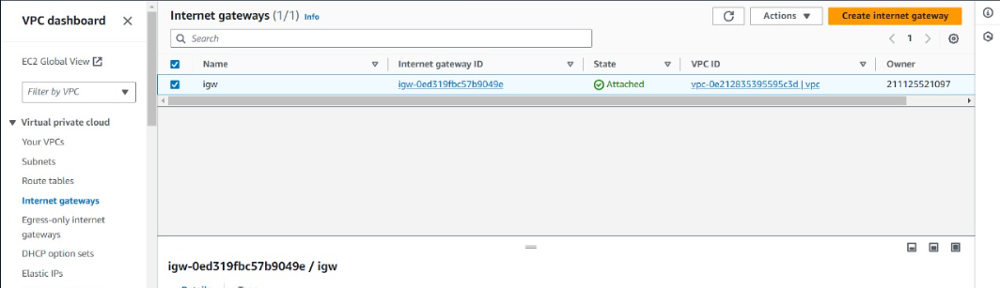 VPC dashboard
EC2 Global View
Filter by VPC
Virtual private cloud
Your VPCs
Subnets
Route tables
Internet gateways
Egress-only internet
gateways
DHCP option sets
Elastic IPs
Internet gateways (1/1) Info
Actions
Create internet gateway
Search
1
Name Internet gateway ID State VPC ID Owner
igw igw-0ed319fbc57b9049e Attached vpc-0e212835395595c3d | vpc 211125521097
igw-0ed319fbc57b9049e / igw